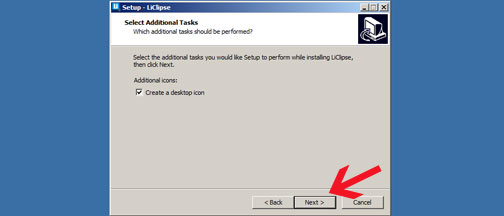 Setup - LiClipse
Select Additional Tasks
Which additional tasks should be performed?
Select the additional tasks you would like Setup to perform while installing LiClipse,
then click Next.
Additional icons:
Create a desktop icon
< Back
Next >
Cancel